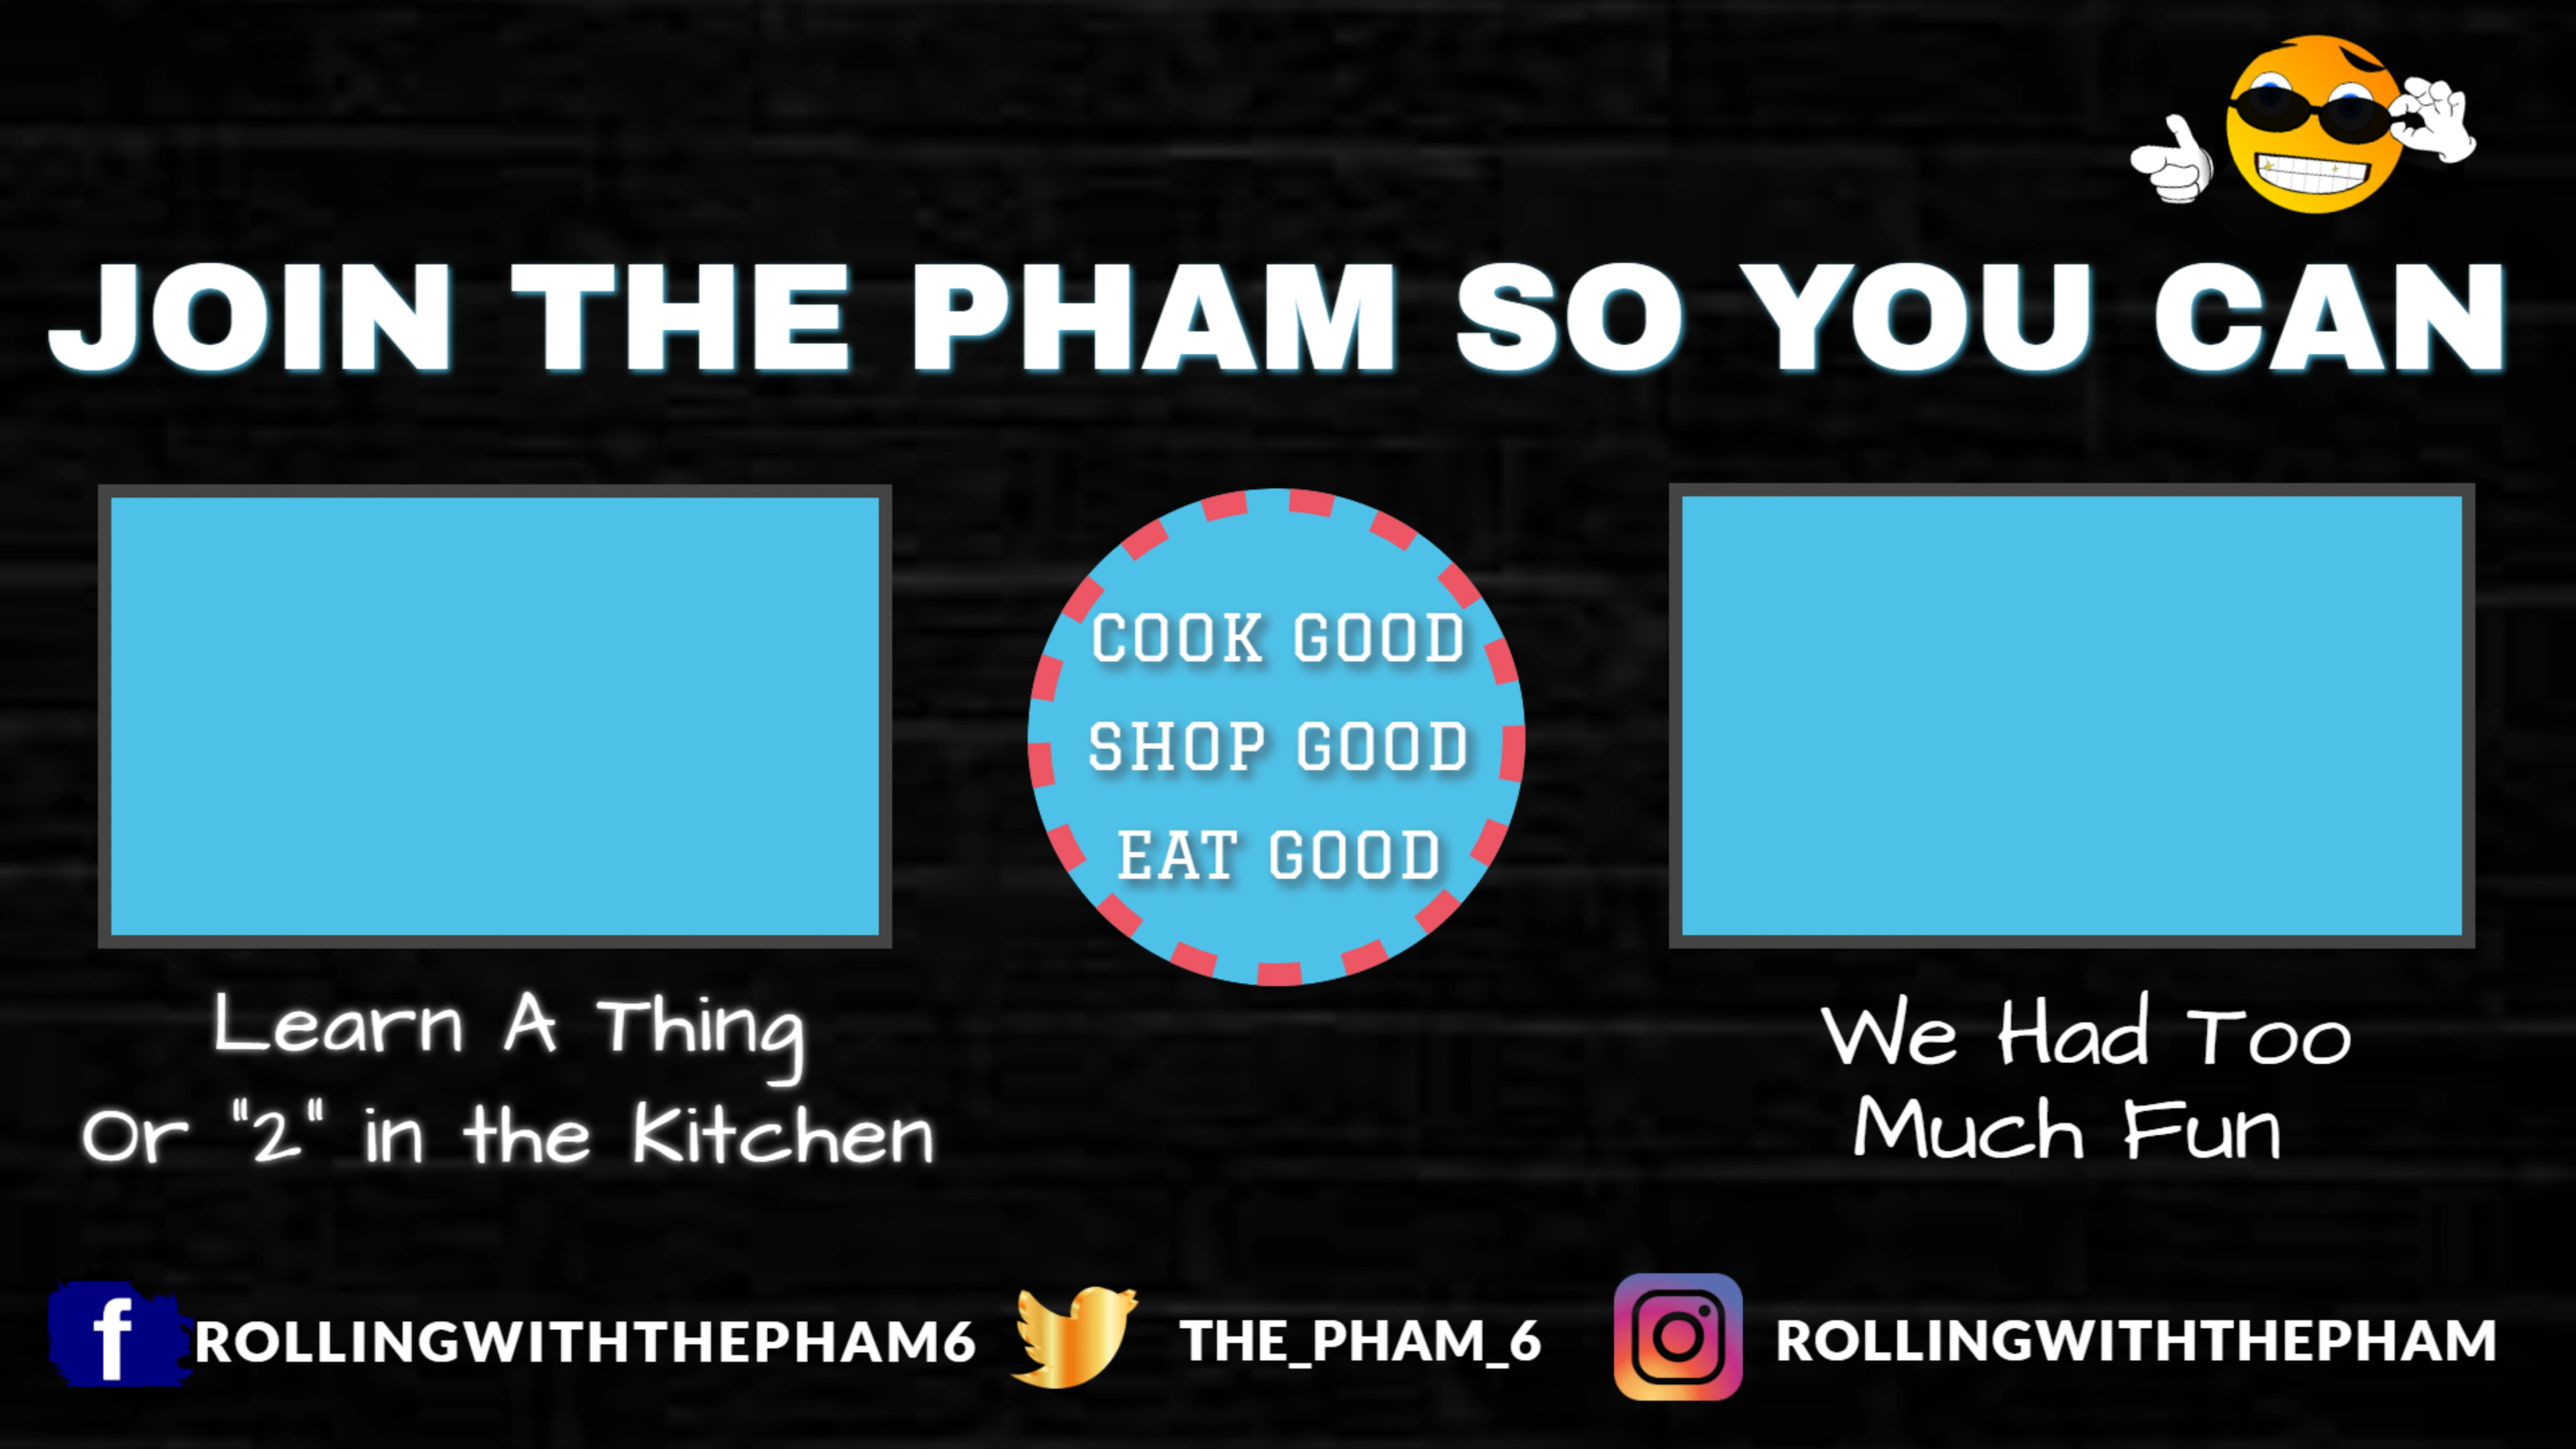 JOIN THE PHAM SO YOU CAN
COOK GOOD
SHOP GOOD
EAT GOOD
Learn A Thing
Or "2" in the Kitchen
We Had Too
Much Fun
f ROLLINGWITHTHEPHAM6
THE_PHAM_6
ROLLINGWITHTHEPHAM